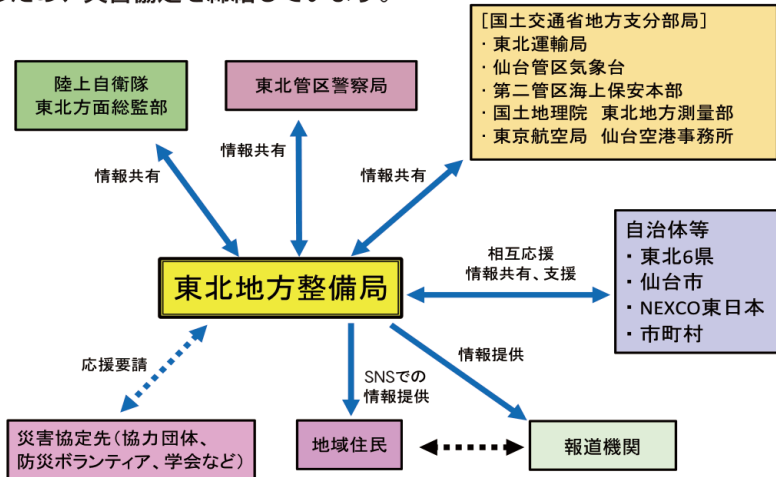 災害協定を締結しています。
［国土交通省地方支分部局］
・東北運輸局
・仙台管区気象台
・第二管区海上保安本部
・国土地理院　東北地方測量部
・東京航空局　仙台空港事務所
陸上自衛隊
東北方面総監部
東北管区警察局
情報共有
情報共有
情報共有
自治体等
・東北6県
・仙台市
・NEXCO東日本
・市町村
相互応援
情報共有、支援
東北地方整備局
応援要請
SNSでの
情報提供
情報提供
災害協定先（協力団体、
防災ボランティア、学会など）
地域住民
報道機関